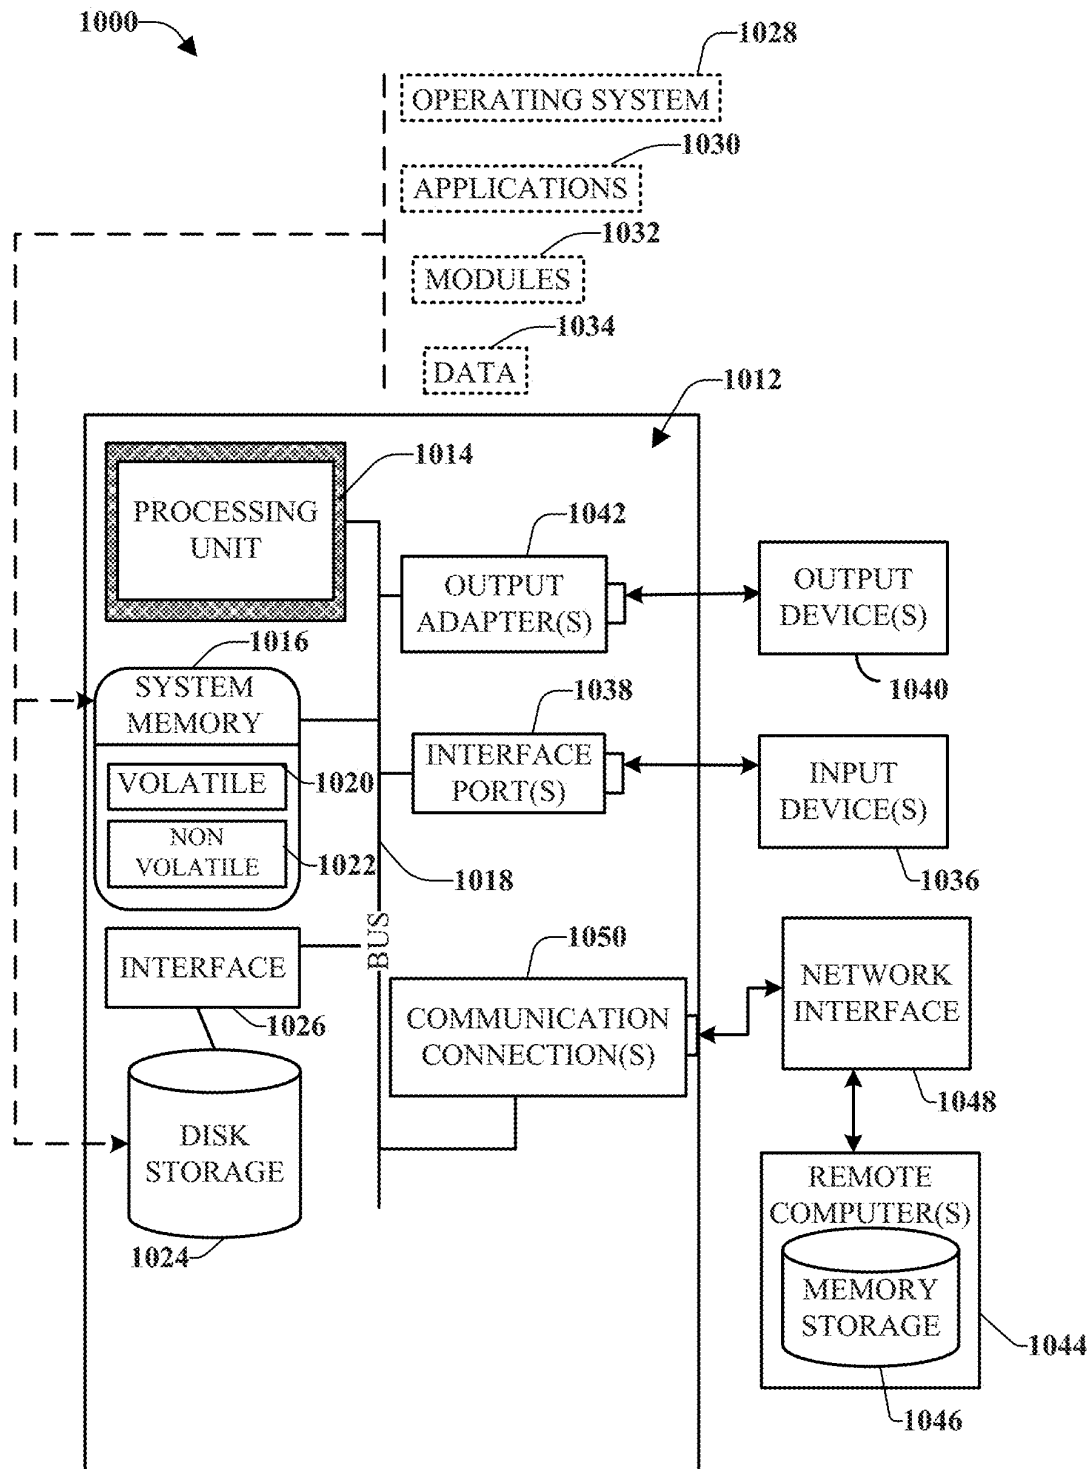 1000
1028
OPERATING SYSTEM
1030
APPLICATIONS
1032
MODULES
1034
DATA
1012
1014
PROCESSING
UNIT
1042
OUTPUT
ADAPTER(S)
OUTPUT
DEVICE(S)
1040
1016
SYSTEM
MEMORY
1038
INTERFACE
PORT(S)
INPUT
DEVICE(S)
1036
VOLATILE
1020
NON
VOLATILE
1022
1018
BUS
INTERFACE
1026
1050
COMMUNICATION
CONNECTION(S)
NETWORK
INTERFACE
1048
DISK
STORAGE
1024
REMOTE
COMPUTER(S)
MEMORY
STORAGE
1044
1046